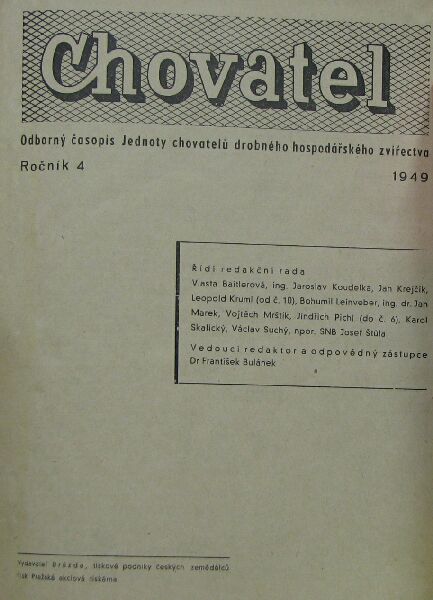 Chovatel
Odborný časopis Jednoty chovatelů drobného hospodářského zvířectva
Ročník 4
1949
Řídí redakční rada
Vlasta Baitlerová, ing. Jaroslav Koudelka, Jan Krejčík,
Leopold Kruml (od č. 10), Bohumil Leinveber, ing. dr. Jan
Marek, Vojtěch Mrštík, Jindřich Pichl (do č. 6), Karel
Skalický, Václav Suchý, npor. SNB Josef Štůla
Vedoucí redaktor a odpovědný zástupce
Dr František Bulánek
Vydavatel Brázda, tiskové podniky českých zemědělců
Tisk Pražská akciová tiskárna